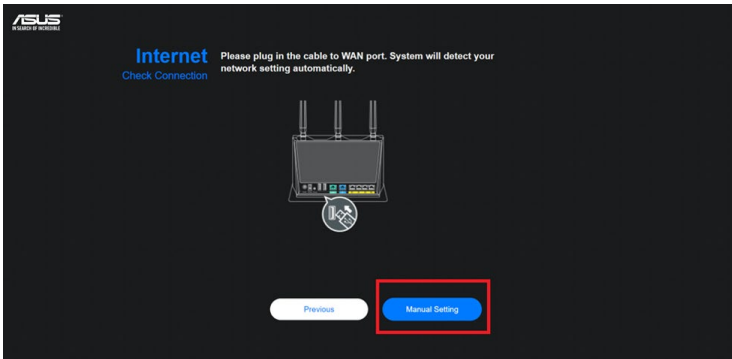 ASUS
IN SEARCH OF INCREDIBLE
Internet
Check Connection
Please plug in the cable to WAN port. System will detect your
network setting automatically.
Previous
Manual Setting